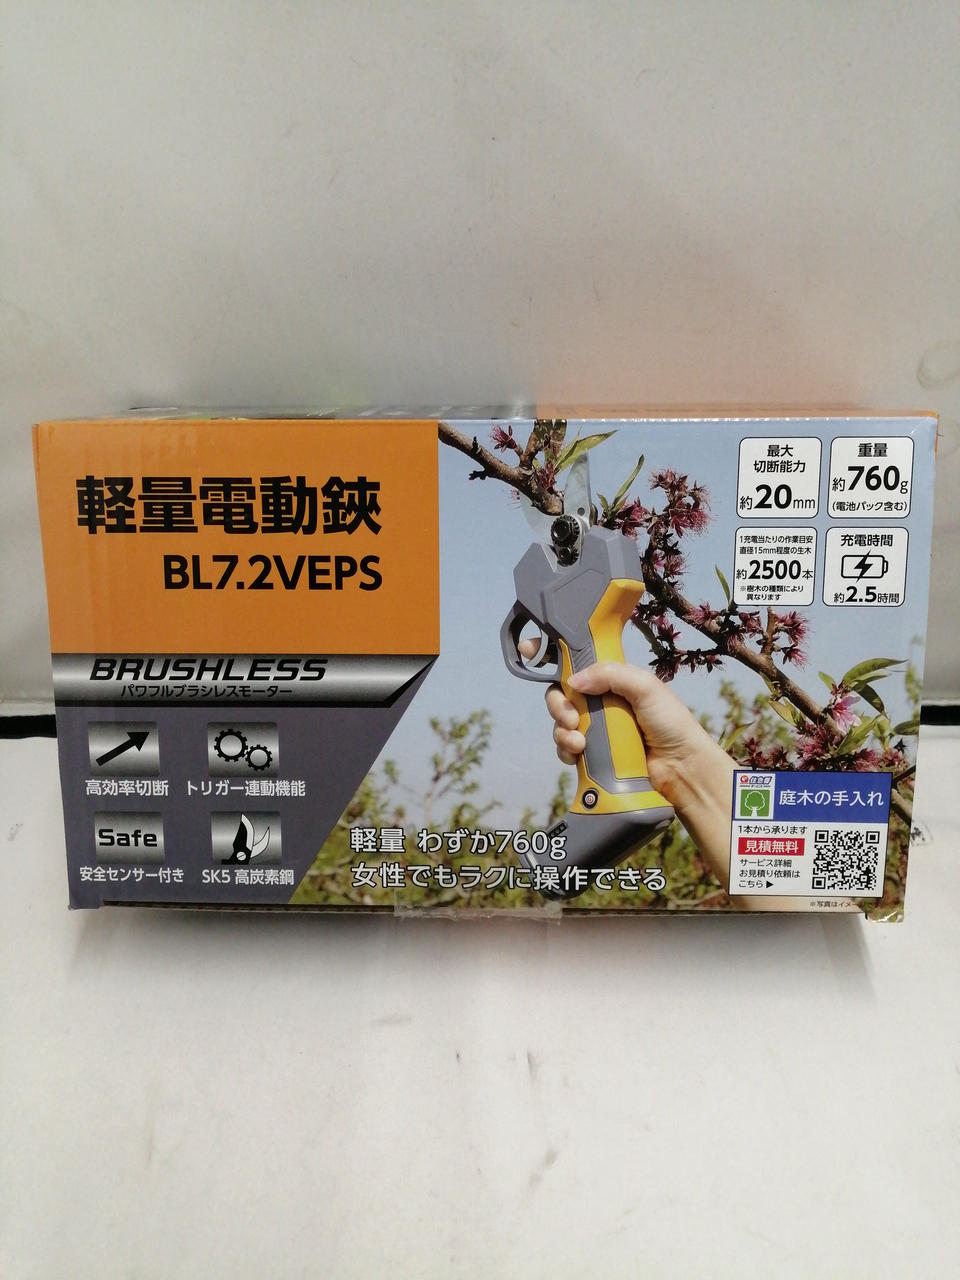 軽量電動鋏
BL7.2VEPS
BRUSHLESS
パワフルブラシレスモーター
高効率切断
トリガー連動機能
Safe
安全センサー付き
SK5 高炭素鋼
軽量 わずか760g
女性でもラクに操作できる
最大
切断能力
約20mm
重量
約760g
(電池パック含む)
1充電当たりの作業目安
直径15mm程度の生木
約2500本
※樹木の種類により
異なります
充電時間
約2.5時間
庭木の手入れ
1本から承ります
見積無料
サービス詳細
お見積り依頼は
こちら▶
※写真はイメージで